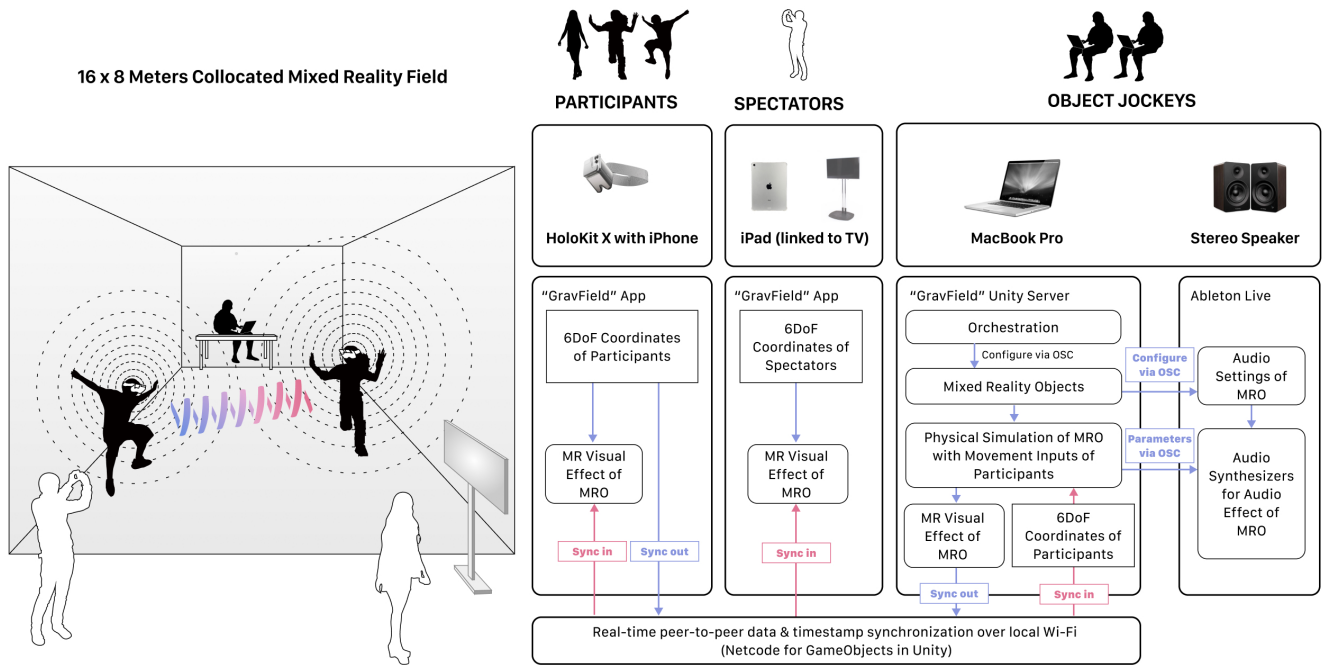 16 x 8 Meters Collocated Mixed Reality Field
PARTICIPANTS
SPECTATORS
OBJECT JOCKEYS
HoloKit X with iPhone
iPad (linked to TV)
MacBook Pro
Stereo Speaker
“GravField” App
6DoF Coordinates
of Participants
MR Visual
Effect of
MRO
Sync in
Sync out
“GravField” App
6DoF
Coordinates of
Spectators
MR Visual
Effect of
MRO
Sync in
“GravField” Unity Server
Orchestration
Configure via OSC
Mixed Reality Objects
Physical Simulation of MRO
with Movement Inputs of
Participants
MR Visual
Effect of
MRO
6DoF
Coordinates of
Participants
Sync out
Sync in
Configure
via OSC
Parameters
via OSC
Ableton Live
Audio
Settings of
MRO
Audio
Synthesizers
for Audio
Effect of
MRO
Real-time peer-to-peer data & timestamp synchronization over local Wi-Fi
(Netcode for GameObjects in Unity)